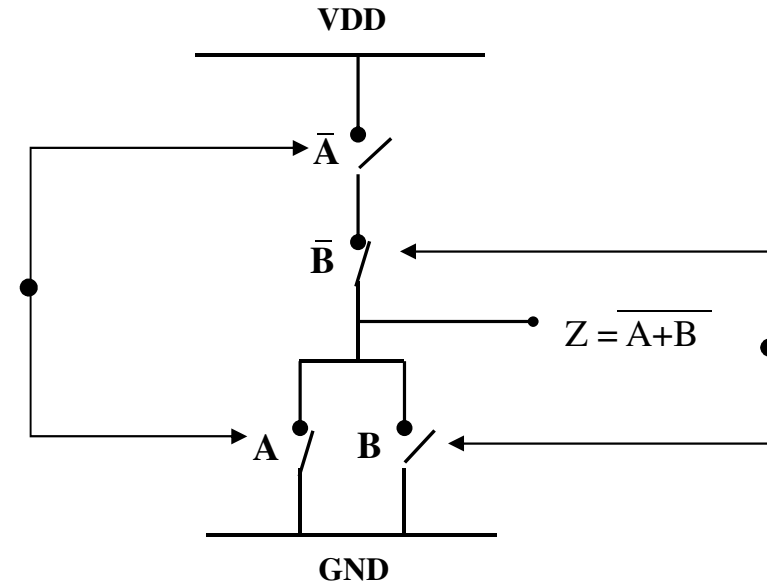 VDD
A̅
B̅
Z = A̅+̅B̅
A B
GND